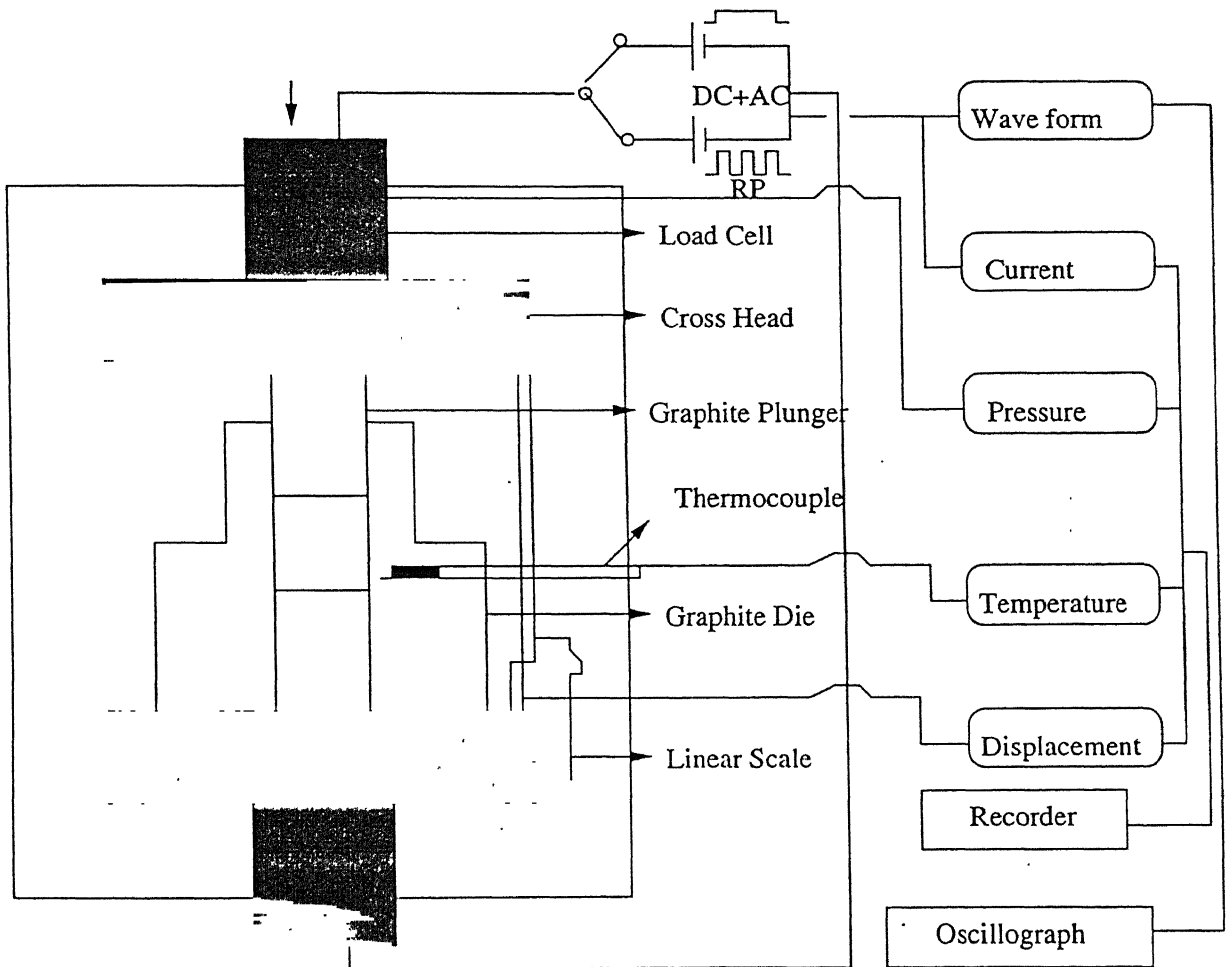 DC+AC
RP
Wave form
Load Cell
Current
Cross Head
Graphite Plunger
Pressure
Thermocouple
Temperature
Graphite Die
Displacement
Linear Scale
Recorder
Oscillograph